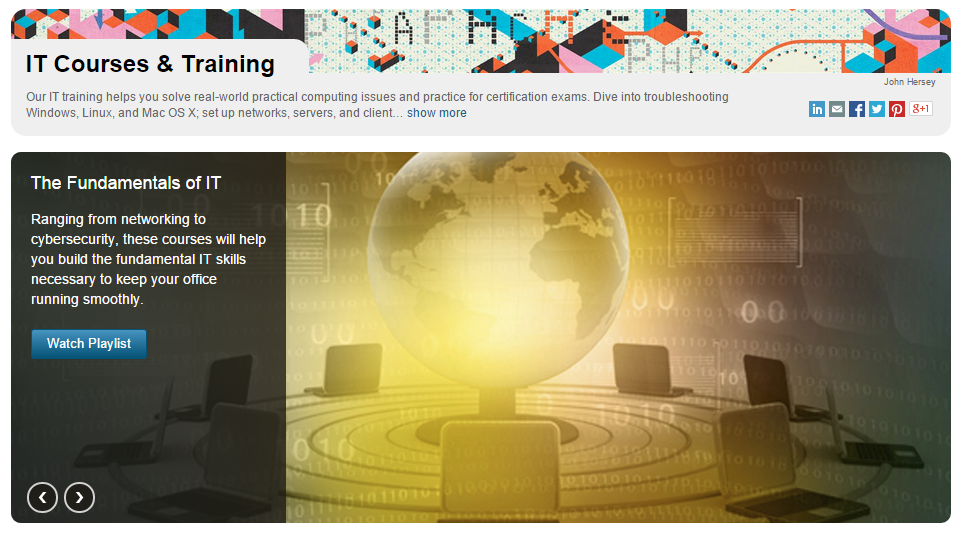 IT Courses & Training
John Hersey
Our IT training helps you solve real-world practical computing issues and practice for certification exams. Dive into troubleshooting
Windows, Linux, and Mac OS X; set up networks, servers, and client… show more
in f g+1
The Fundamentals of IT
Ranging from networking to
cybersecurity, these courses will help
you build the fundamental IT skills
necessary to keep your office
running smoothly.
Watch Playlist